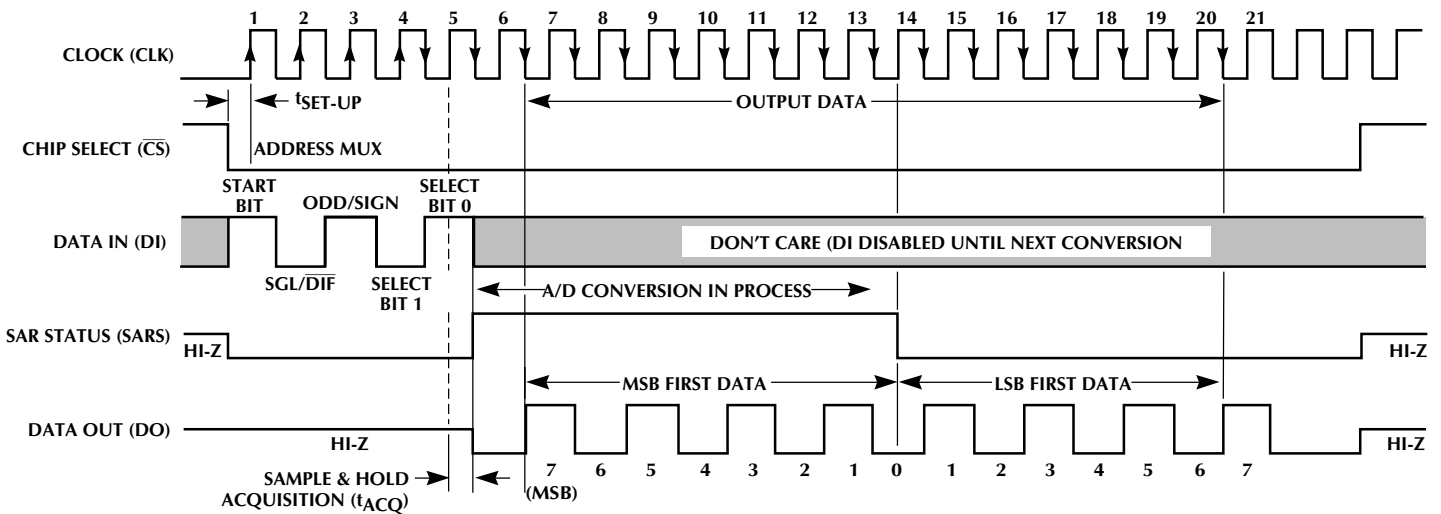 1 2 3 4 5 6 7 8 9 10 11 12 13 14 15 16 17 18 19 20 21
CLOCK (CLK)
tSET-UP
OUTPUT DATA
CHIP SELECT (C̅S̅)
ADDRESS MUX
START
BIT
ODD/SIGN
SELECT
BIT 0
DATA IN (DI)
DON'T CARE (DI DISABLED UNTIL NEXT CONVERSION
SGL/D̅I̅F̅
SELECT
BIT 1
A/D CONVERSION IN PROCESS
SAR STATUS (SARS)
HI-Z
HI-Z
MSB FIRST DATA
LSB FIRST DATA
DATA OUT (DO)
HI-Z
HI-Z
7 6 5 4 3 2 1 0 1 2 3 4 5 6 7
(MSB)
SAMPLE & HOLD
ACQUISITION (tACQ)